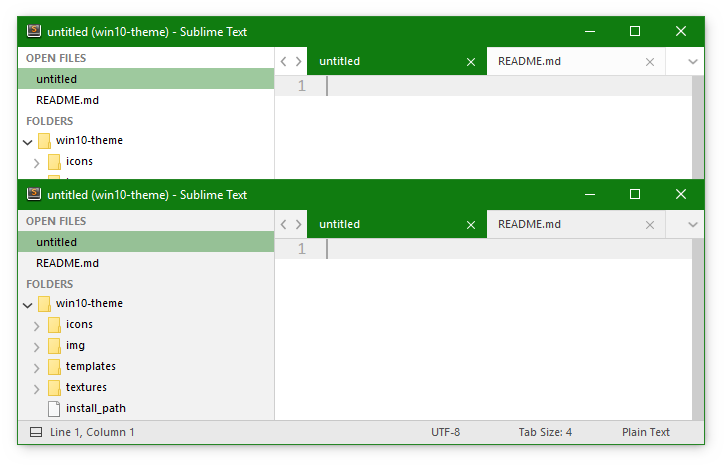 untitled (win10-theme) - Sublime Text
OPEN FILES
untitled
README.md
FOLDERS
win10-theme
icons
untitled README.md
1
untitled (win10-theme) - Sublime Text
OPEN FILES
untitled
README.md
FOLDERS
win10-theme
icons
img
templates
textures
install_path
untitled README.md
1
Line 1, Column 1 UTF-8 Tab Size: 4 Plain Text